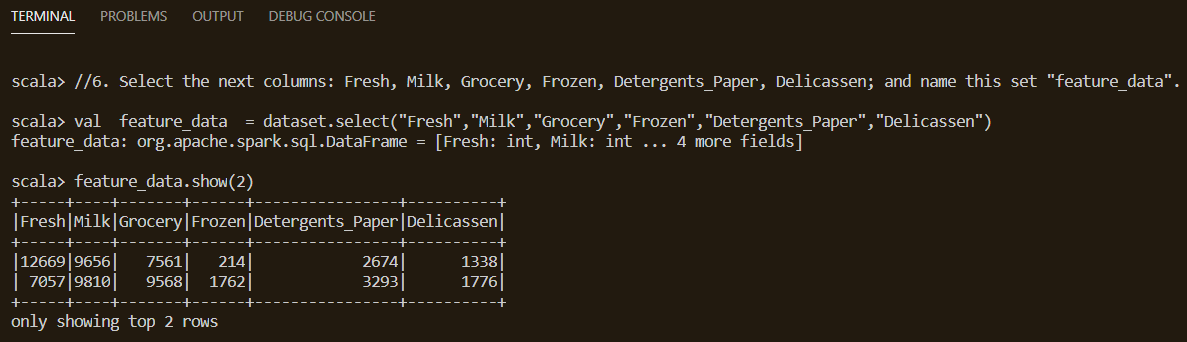 TERMINAL PROBLEMS OUTPUT DEBUG CONSOLE
scala> //6. Select the next columns: Fresh, Milk, Grocery, Frozen, Detergents_Paper, Delicassen; and name this set "feature_data".
scala> val  feature_data  = dataset.select("Fresh","Milk","Grocery","Frozen","Detergents_Paper","Delicassen")
feature_data: org.apache.spark.sql.DataFrame = [Fresh: int, Milk: int ... 4 more fields]
scala> feature_data.show(2)
+-----+----+-------+------+----------------+----------+
|Fresh|Milk|Grocery|Frozen|Detergents_Paper|Delicassen|
+-----+----+-------+------+----------------+----------+
|12669|9656|   7561|   214|            2674|      1338|
| 7057|9810|   9568|  1762|            3293|      1776|
+-----+----+-------+------+----------------+----------+
only showing top 2 rows